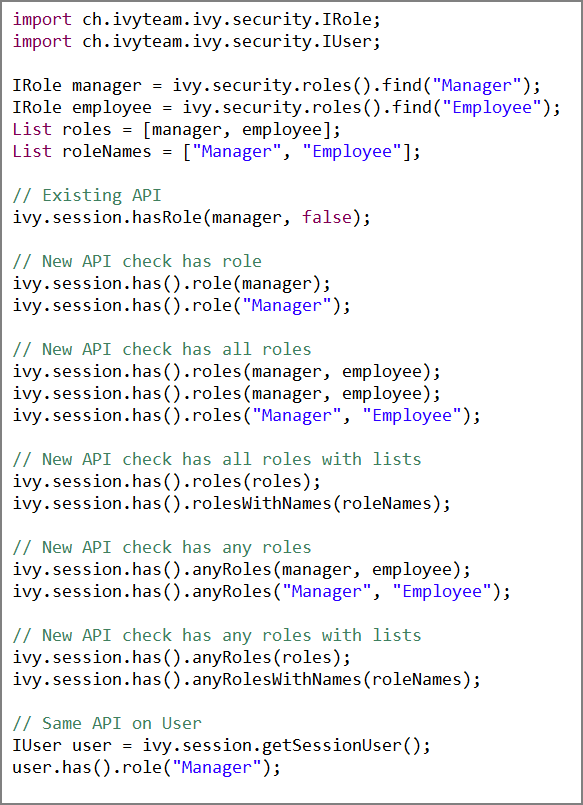 import ch.ivyteam.ivy.security.IRole;
import ch.ivyteam.ivy.security.IUser;

IRole manager = ivy.security.roles().find("Manager");
IRole employee = ivy.security.roles().find("Employee");
List roles = [manager, employee];
List roleNames = ["Manager", "Employee"];

// Existing API
ivy.session.hasRole(manager, false);

// New API check has role
ivy.session.has().role(manager);
ivy.session.has().role("Manager");

// New API check has all roles
ivy.session.has().roles(manager, employee);
ivy.session.has().roles(manager, employee);
ivy.session.has().roles("Manager", "Employee");

// New API check has all roles with lists
ivy.session.has().roles(roles);
ivy.session.has().rolesWithNames(roleNames);

// New API check has any roles
ivy.session.has().anyRoles(manager, employee);
ivy.session.has().anyRoles("Manager", "Employee");

// New API check has any roles with lists
ivy.session.has().anyRoles(roles);
ivy.session.has().anyRolesWithNames(roleNames);

// Same API on User
IUser user = ivy.session.getSessionUser();
user.has().role("Manager");